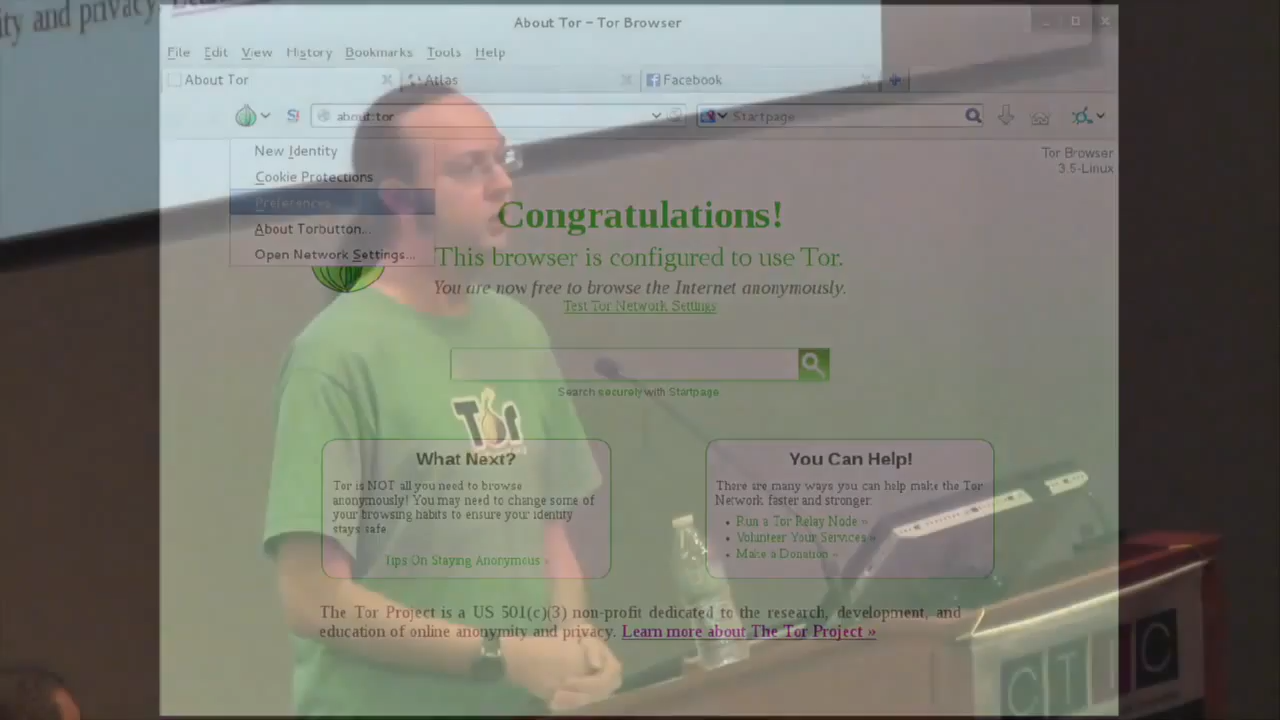 ity and privacy.
About Tor – Tor Browser
File Edit View History Bookmarks Tools Help
About Tor
Atlas
Facebook
about:tor
Startpage
New Identity
Cookie Protections
Preferences...
About Torbutton...
Open Network Settings...
Tor Browser
3.5-Linux
Congratulations!
This browser is configured to use Tor.
You are now free to browse the Internet anonymously.
Test Tor Network Settings
Search securely with Startpage
Tor
What Next?
Tor is NOT all you need to browse
anonymously! You may need to change some of
your browsing habits to ensure your identity
stays safe.
Tips On Staying Anonymous »
You Can Help!
There are many ways you can help make the Tor
Network faster and stronger:
• Run a Tor Relay Node »
• Volunteer Your Services »
• Make a Donation »
The Tor Project is a US 501(c)(3) non-profit dedicated to the research, development, and
education of online anonymity and privacy. Learn more about The Tor Project »
CTIC